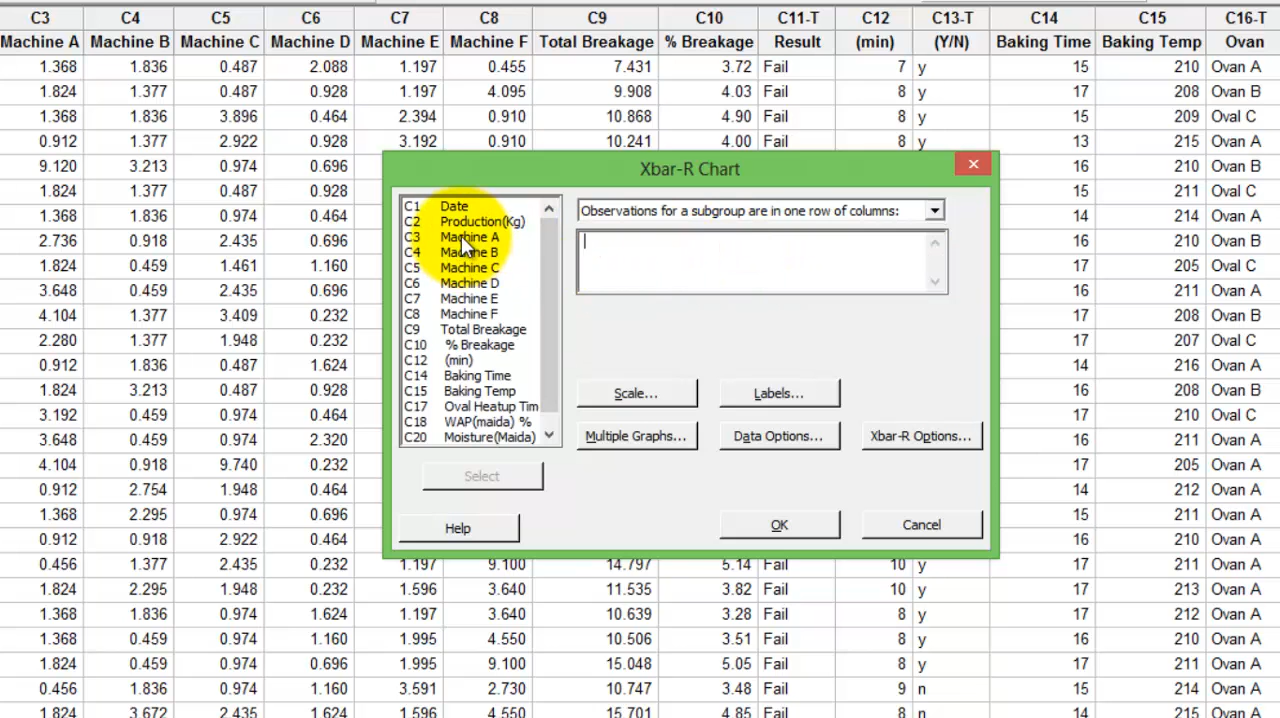 C3 C4 C5 C6 C7 C8 C9 C10 C11-T C12 C13-T C14 C15 C16-T
Machine A Machine B Machine C Machine D Machine E Machine F Total Breakage % Breakage Result (min) (Y/N) Baking Time Baking Temp Ovan
1.368 1.836 0.487 2.088 1.197 0.455 7.431 3.72 Fail 7 y 15 210 Ovan A
1.824 1.377 0.487 0.928 1.197 4.095 9.908 4.03 Fail 8 y 17 208 Ovan B
1.368 1.836 3.896 0.464 2.394 0.910 10.868 4.90 Fail 8 y 15 209 Oval C
0.912 1.377 2.922 0.928 3.192 0.910 10.241 4.00 Fail 8 y 13 215 Ovan A
9.120 3.213 0.974 0.696 16 210 Ovan B
1.824 1.377 0.487 0.928 15 211 Oval C
1.368 1.836 0.974 0.464 14 214 Ovan A
2.736 0.918 2.435 0.696 16 210 Ovan B
1.824 0.459 1.461 1.160 17 205 Oval C
3.648 0.459 2.435 0.696 16 211 Ovan A
4.104 1.377 3.409 0.232 17 208 Ovan B
2.280 1.377 1.948 0.232 17 207 Oval C
0.912 1.377 0.487 1.624 14 216 Ovan A
1.824 3.213 0.487 0.928 16 208 Ovan B
3.192 0.459 0.974 0.464 17 210 Oval C
3.648 0.459 0.974 2.320 16 211 Ovan A
4.104 0.918 9.740 0.232 17 205 Ovan A
0.912 2.754 1.948 0.464 14 212 Ovan A
1.368 2.295 0.974 0.696 15 211 Ovan A
0.912 0.918 2.922 0.464 16 210 Ovan A
0.456 1.377 2.435 0.232 1.197 9.100 14.797 5.14 Fail 10 y 17 211 Ovan A
1.824 2.295 1.948 0.464 1.596 3.640 11.535 3.82 Fail 10 y 17 213 Ovan A
1.368 1.836 0.974 1.624 1.197 3.640 10.639 3.28 Fail 8 y 17 212 Ovan A
1.368 0.459 0.974 1.160 1.995 4.550 10.506 3.51 Fail 8 y 16 210 Ovan A
1.824 0.459 0.974 0.696 1.995 9.100 15.048 5.05 Fail 8 y 17 211 Ovan A
0.456 1.836 0.974 1.160 3.591 2.730 10.747 3.48 Fail 9 n 15 214 Ovan A
1.824 3.672 2.435 1.624 1.596 4.550 15.701 4.85 Fail 8 n 15 211 Ovan A
Xbar-R Chart
C1 Date
C2 Production(Kg)
C3 Machine A
C4 Machine B
C5 Machine C
C6 Machine D
C7 Machine E
C8 Machine F
C9 Total Breakage
C10 % Breakage
C12 (min)
C14 Baking Time
C15 Baking Temp
C17 Oval Heatup Tim
C18 WAP(maida) %
C20 Moisture(Maida)
Observations for a subgroup are in one row of columns:
Scale... Labels...
Multiple Graphs... Data Options... Xbar-R Options...
Select
Help OK Cancel